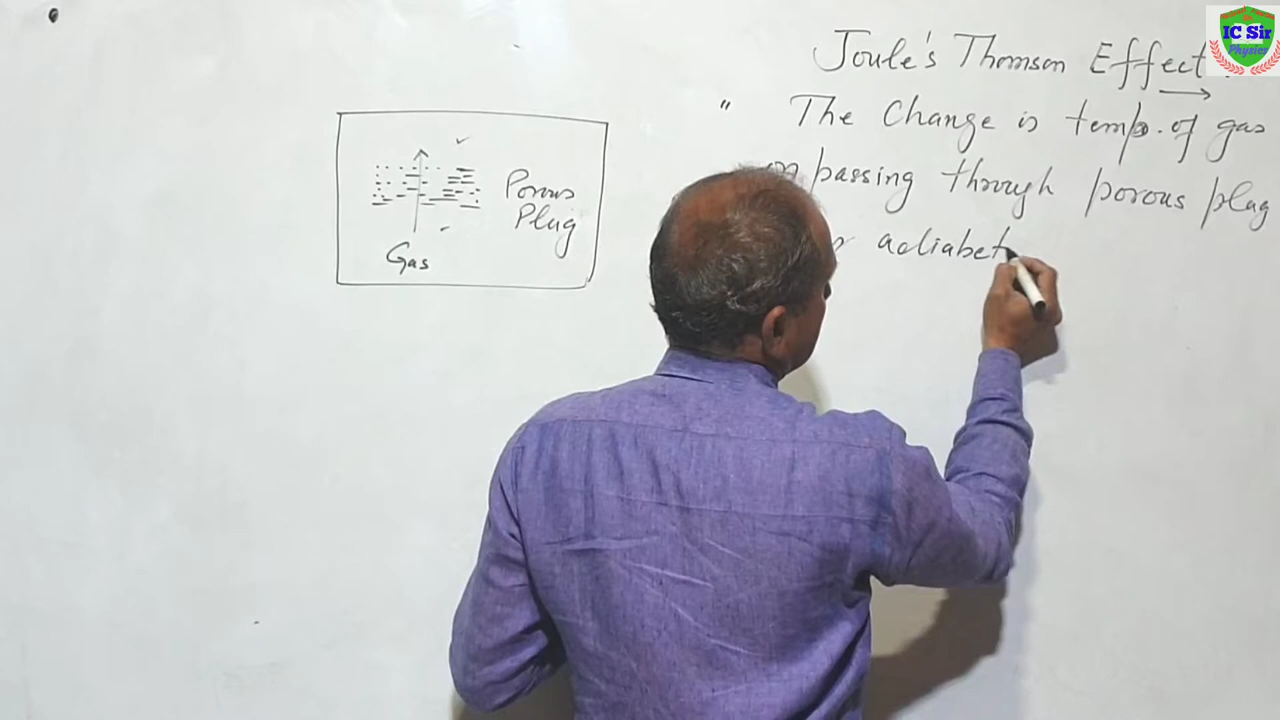 Joule's Thomson Effect
" The Change is temp. of gas
on passing through porous plug
adiabet
Porous
Plug
Gas
IC Sir
Physics